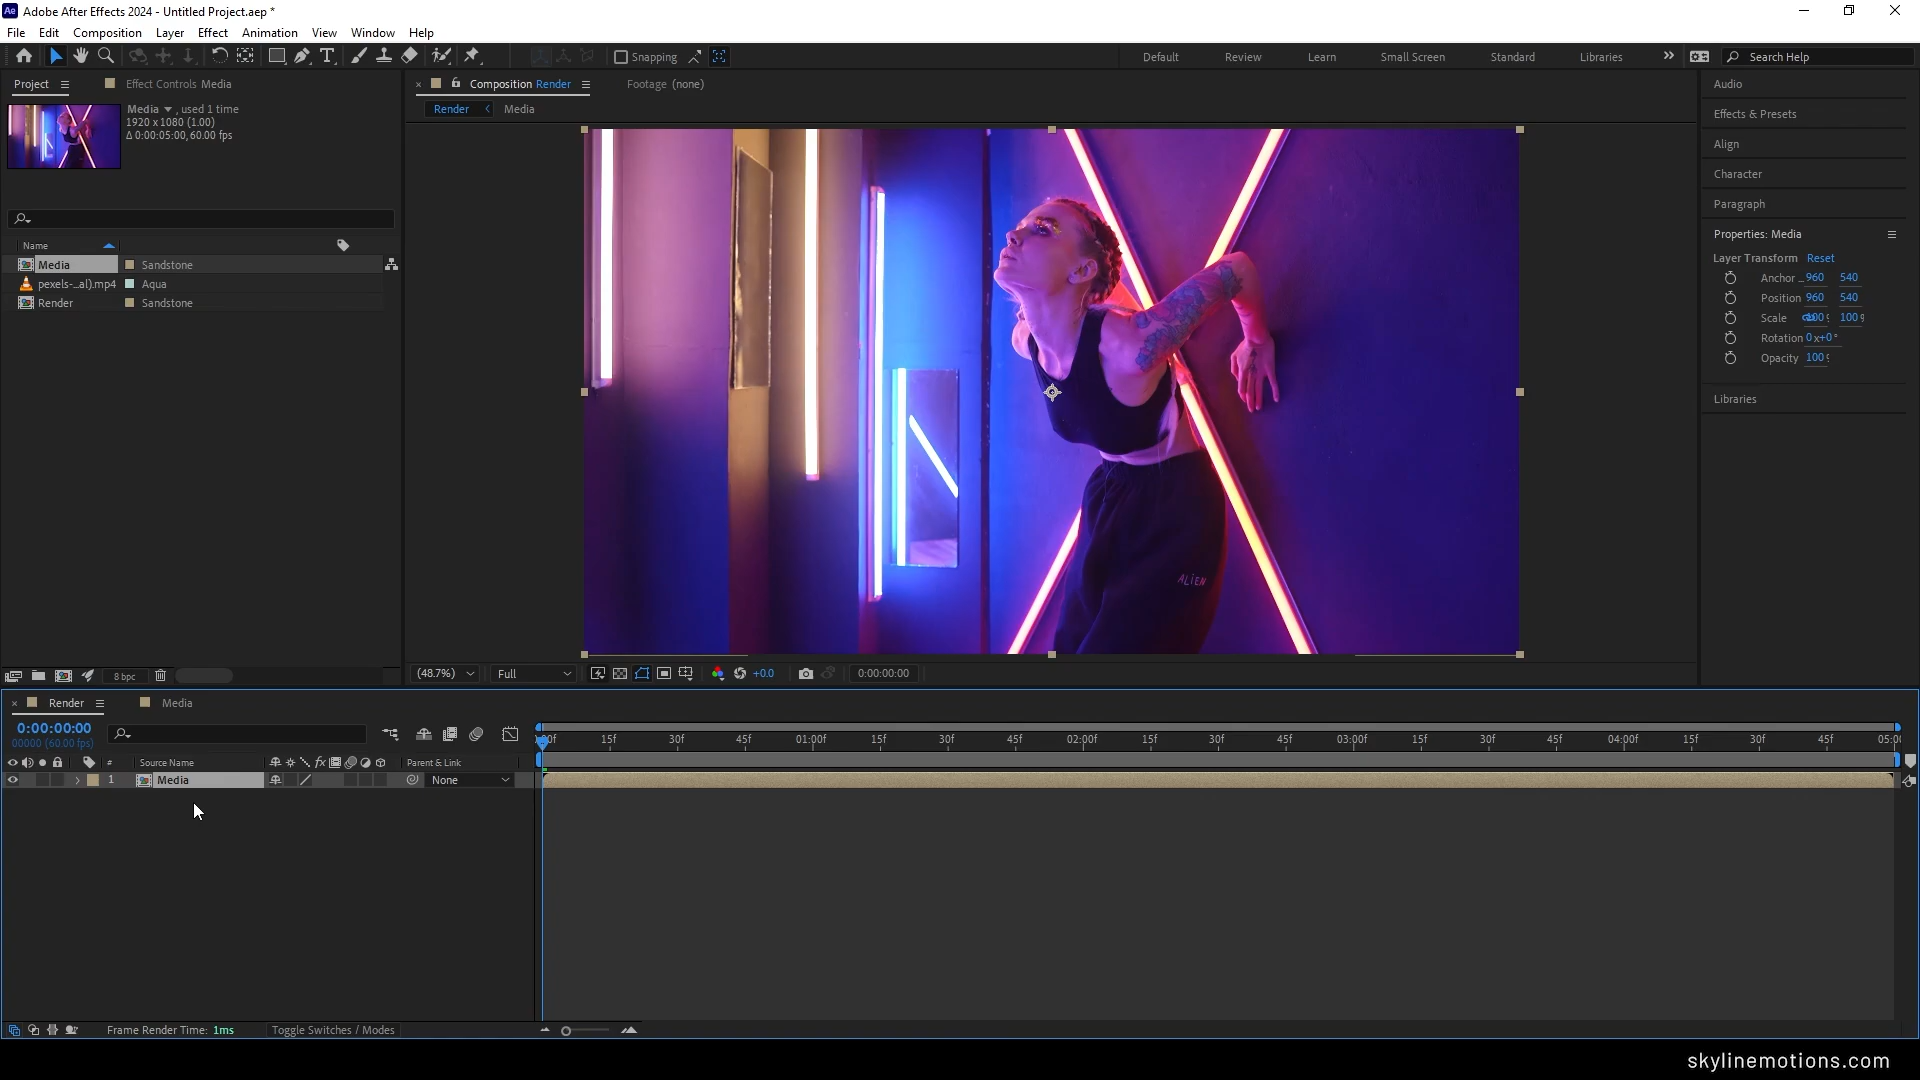 Adobe After Effects 2024 - Untitled Project.aep *
File Edit Composition Layer Effect Animation View Window Help
Snapping
Default Review Learn Small Screen Standard Libraries
Search Help
Project
Effect Controls Media
Media , used 1 time
1920 x 1080 (1.00)
Δ 0:00:05:00, 60.00 fps
Name
Media Sandstone
pexels-...al).mp4 Aqua
Render Sandstone
8 bpc
Composition Render
Footage (none)
Render Media
ALIEN
(48.7%) Full +0.0 0:00:00:00
Audio
Effects & Presets
Align
Character
Paragraph
Properties: Media
Layer Transform Reset
Anchor ... 960 540
Position 960 540
Scale 100 100
Rotation 0x+0°
Opacity 100
Libraries
Render Media
0:00:00:00
00000 (60.00 fps)
# Source Name Parent & Link
1 Media None
15f 30f 45f 01:00f 15f 30f 45f 02:00f 15f 30f 45f 03:00f 15f 30f 45f 04:00f 15f 30f 45f
Frame Render Time: 1ms Toggle Switches / Modes
skylinemotions.com